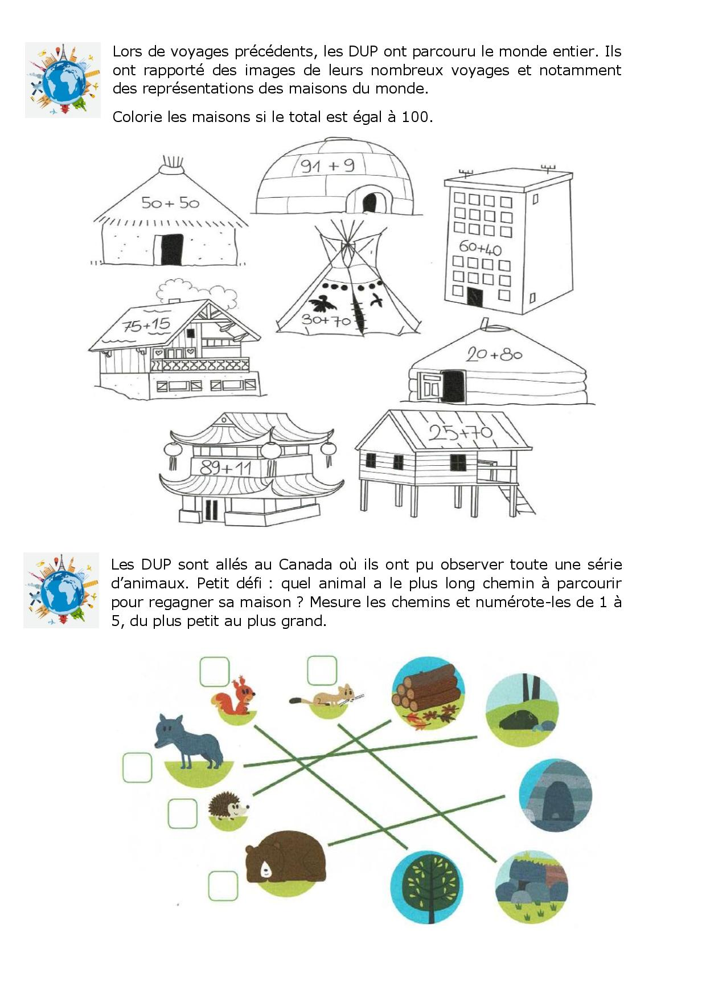 Lors de voyages précédents, les DUP ont parcouru le monde entier. Ils
ont rapporté des images de leurs nombreux voyages et notamment
des représentations des maisons du monde.
Colorie les maisons si le total est égal à 100.
91 + 9
50 + 50
60+40
30+70
75+15
20+80
25+70
89+11
Les DUP sont allés au Canada où ils ont pu observer toute une série
d’animaux. Petit défi : quel animal a le plus long chemin à parcourir
pour regagner sa maison ? Mesure les chemins et numérote-les de 1 à
5, du plus petit au plus grand.